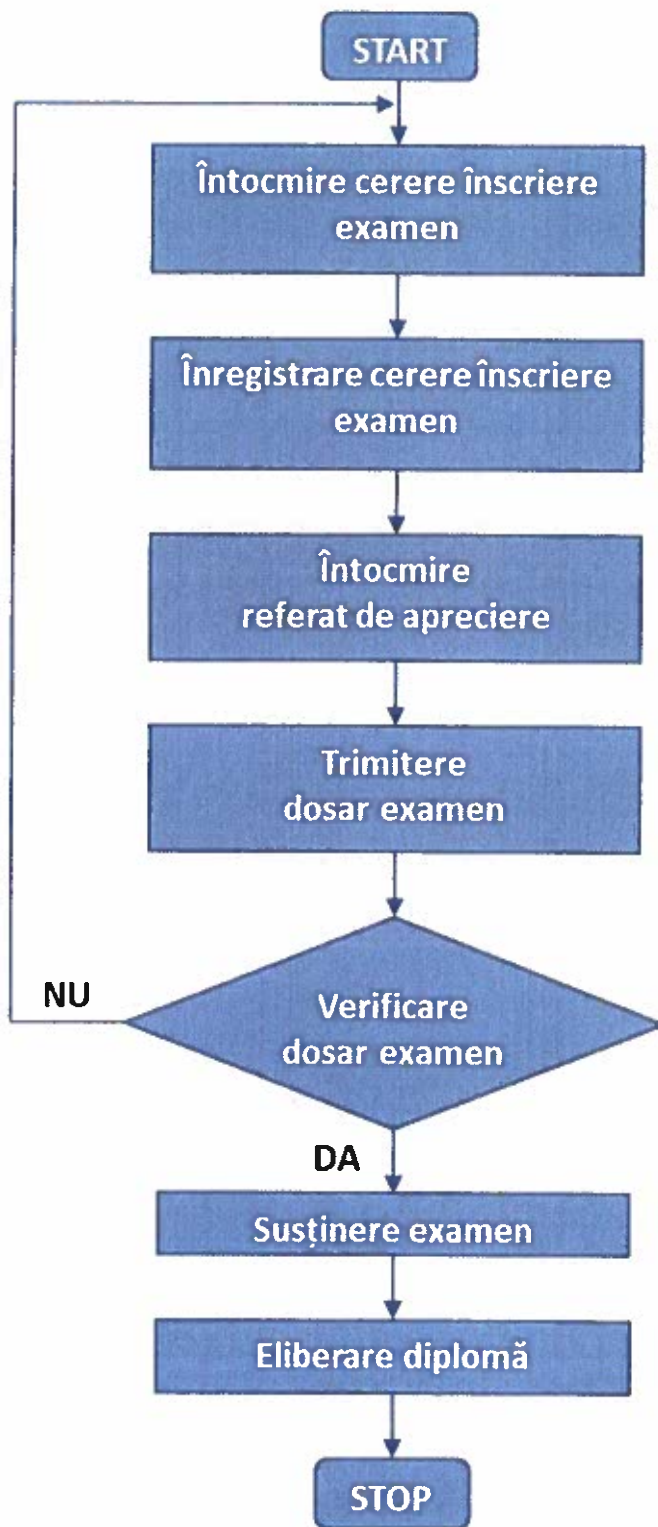 START
Întocmire cerere înscriere
examen
Înregistrare cerere înscriere
examen
Întocmire
referat de apreciere
Trimitere
dosar examen
NU
Verificare
dosar examen
DA
Susținere examen
Eliberare diplomă
STOP